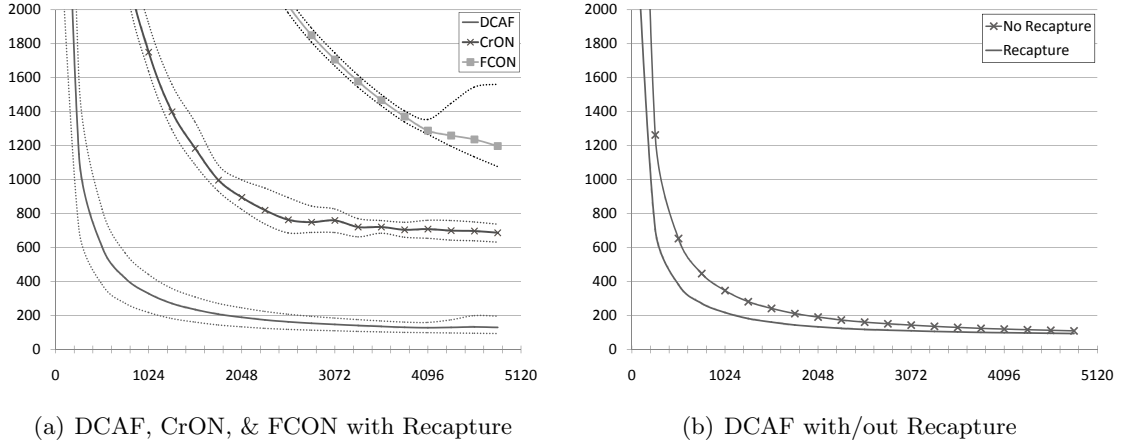 2000
1800
1600
1400
1200
1000
800
600
400
200
0
0 1024 2048 3072 4096 5120
DCAF
CrON
FCON
(a) DCAF, CrON, & FCON with Recapture
2000
1800
1600
1400
1200
1000
800
600
400
200
0
0 1024 2048 3072 4096 5120
No Recapture
Recapture
(b) DCAF with/out Recapture